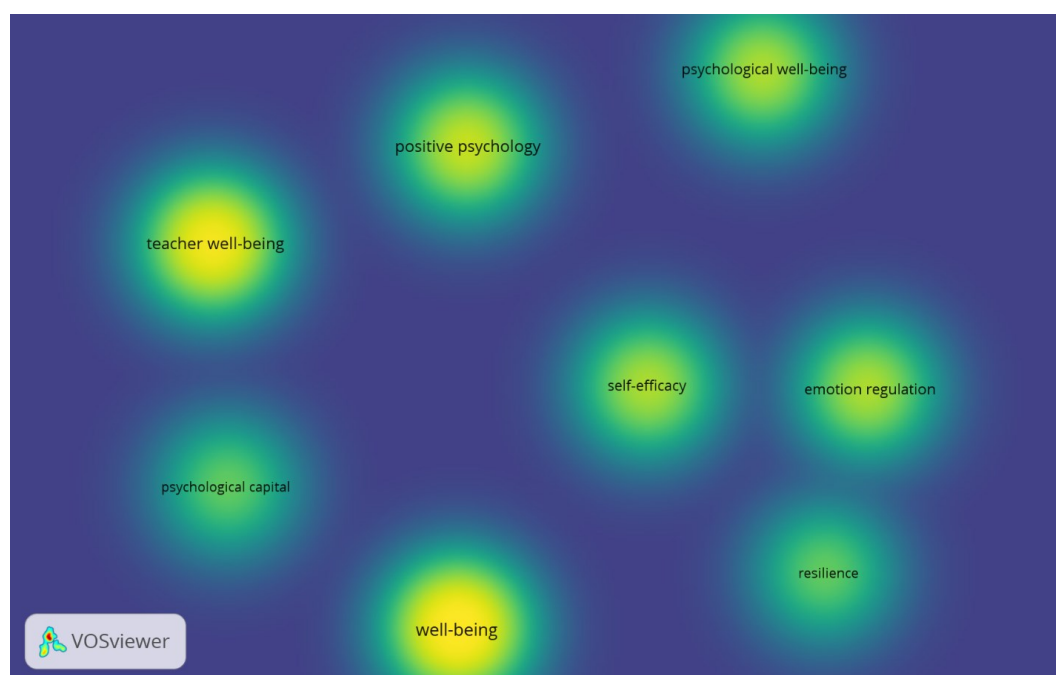 psychological well-being
positive psychology
teacher well-being
self-efficacy
emotion regulation
psychological capital
resilience
well-being
VOSviewer